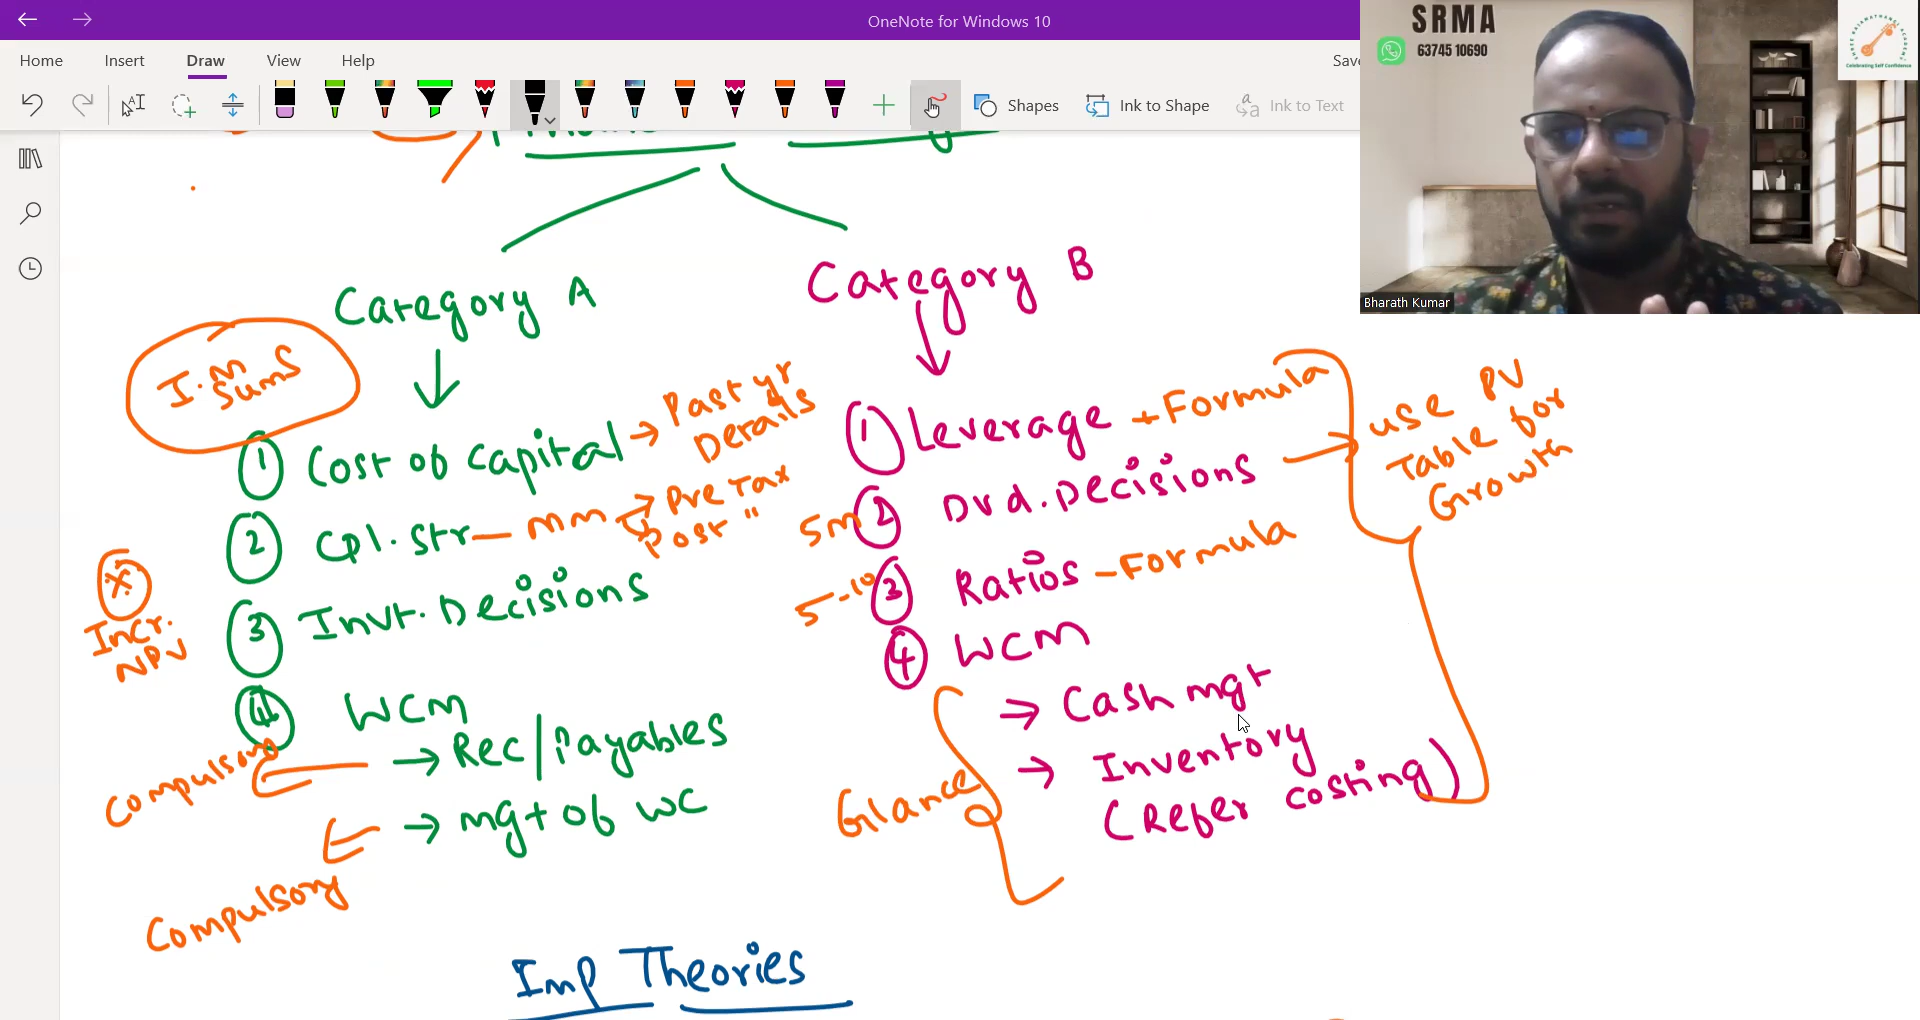 OneNote for Windows 10
Home Insert Draw View Help
Save
Shapes Ink to Shape Ink to Text
SRMA
63745 10690
Celebrating Self Confidence
Bharath Kumar
Category A
Category B
I.M SUMS
① Cost of capital → Past yr Details
② Cpl. Str — MM → Pre Tax
Post "
③ Invt. Decisions
* Incr. NPV
④ WCM
→ Rec/Payables
Compulsory
→ mgt of WC
Compulsory
① Leverage → Formula
5m ② Dvd. Decisions → use PV Table for Growth
5-10 ③ Ratios – Formula
④ WCM
→ Cash mgt
→ Inventory
(Refer costing)
Glance
Imp Theories